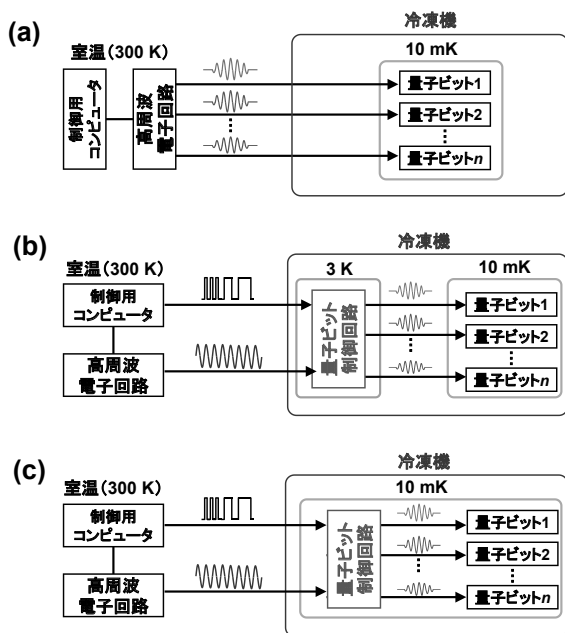 (a)
冷凍機
室温(300 K)
10 mK
制御用
コンピュータ
高周波
電子回路
量子ビット1
量子ビット2
量子ビットn
(b)
冷凍機
室温(300 K)
3 K
10 mK
制御用
コンピュータ
高周波
電子回路
量子ビット
制御回路
量子ビット1
量子ビット2
量子ビットn
(c)
冷凍機
室温(300 K)
10 mK
制御用
コンピュータ
高周波
電子回路
量子ビット
制御回路
量子ビット1
量子ビット2
量子ビットn